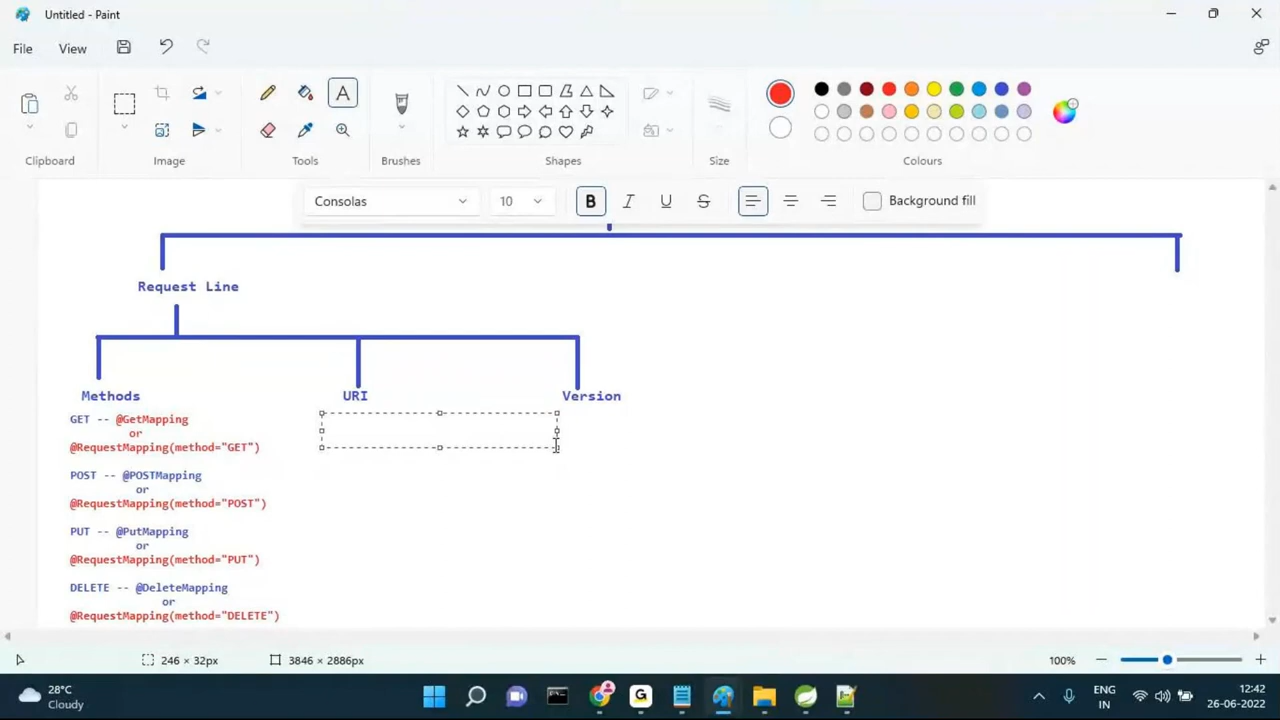 Untitled - Paint
File View
Clipboard Image Tools Brushes Shapes Size Colours
Consolas 10 B I U S Background fill
Request Line
Methods URI Version
GET -- @GetMapping
or
@RequestMapping(method="GET")
POST -- @POSTMapping
or
@RequestMapping(method="POST")
PUT -- @PutMapping
or
@RequestMapping(method="PUT")
DELETE -- @DeleteMapping
or
@RequestMapping(method="DELETE")
246 × 32px 3846 × 2886px 100%
28°C
Cloudy
ENG
IN
12:42
26-06-2022